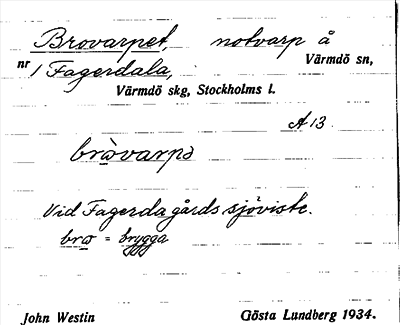 Brovarpet, notvarp å
nr 1 Fagerdala, Värmdö sn,
Värmdö skg, Stockholms l.
A 13
brωvarpə
Vid Fagerda gårds sjöviste.
brω = brygga
John Westin Gösta Lundberg 1934.